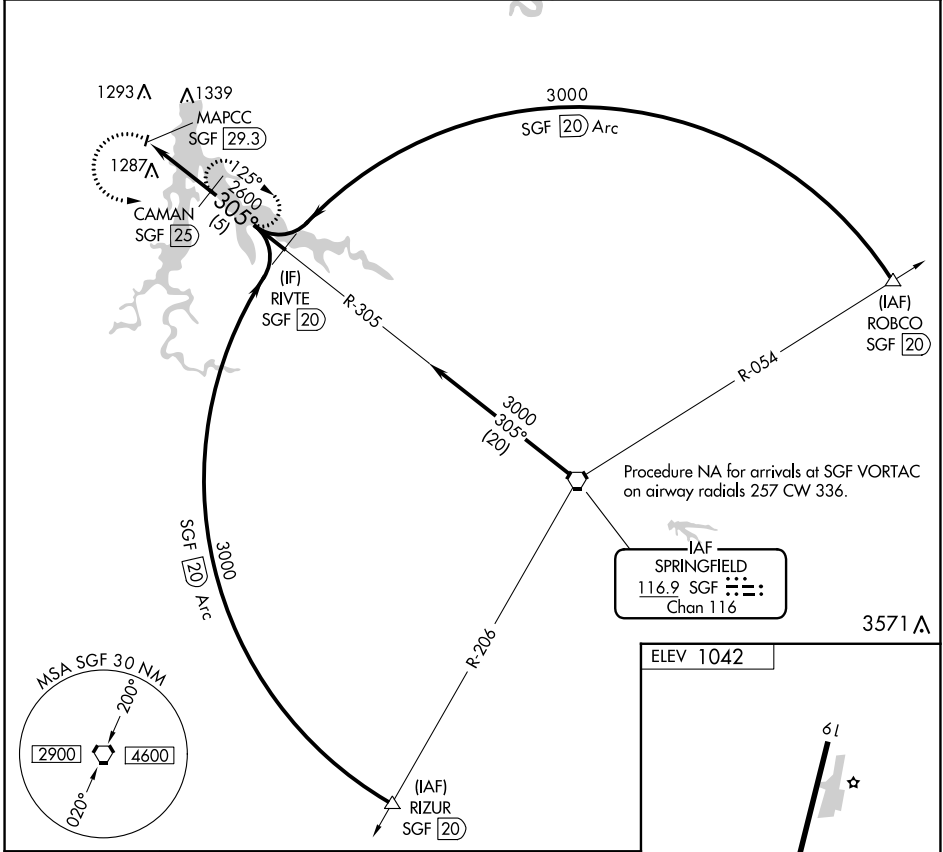 1293
1339
MAPCC
SGF 29.3
1287
125°
2600
305°
(5)
CAMAN
SGF 25
3000
SGF 20 Arc
(IF)
RIVTE
SGF 20
R-305
(IAF)
ROBCO
SGF 20
R-054
3000
305°
(20)
Procedure NA for arrivals at SGF VORTAC
on airway radials 257 CW 336.
IAF
SPRINGFIELD
116.9 SGF
Chan 116
3571
3000
SGF 20 Arc
R-206
MSA SGF 30 NM
200°
2900
4600
020°
(IAF)
RIZUR
SGF 20
ELEV 1042
61